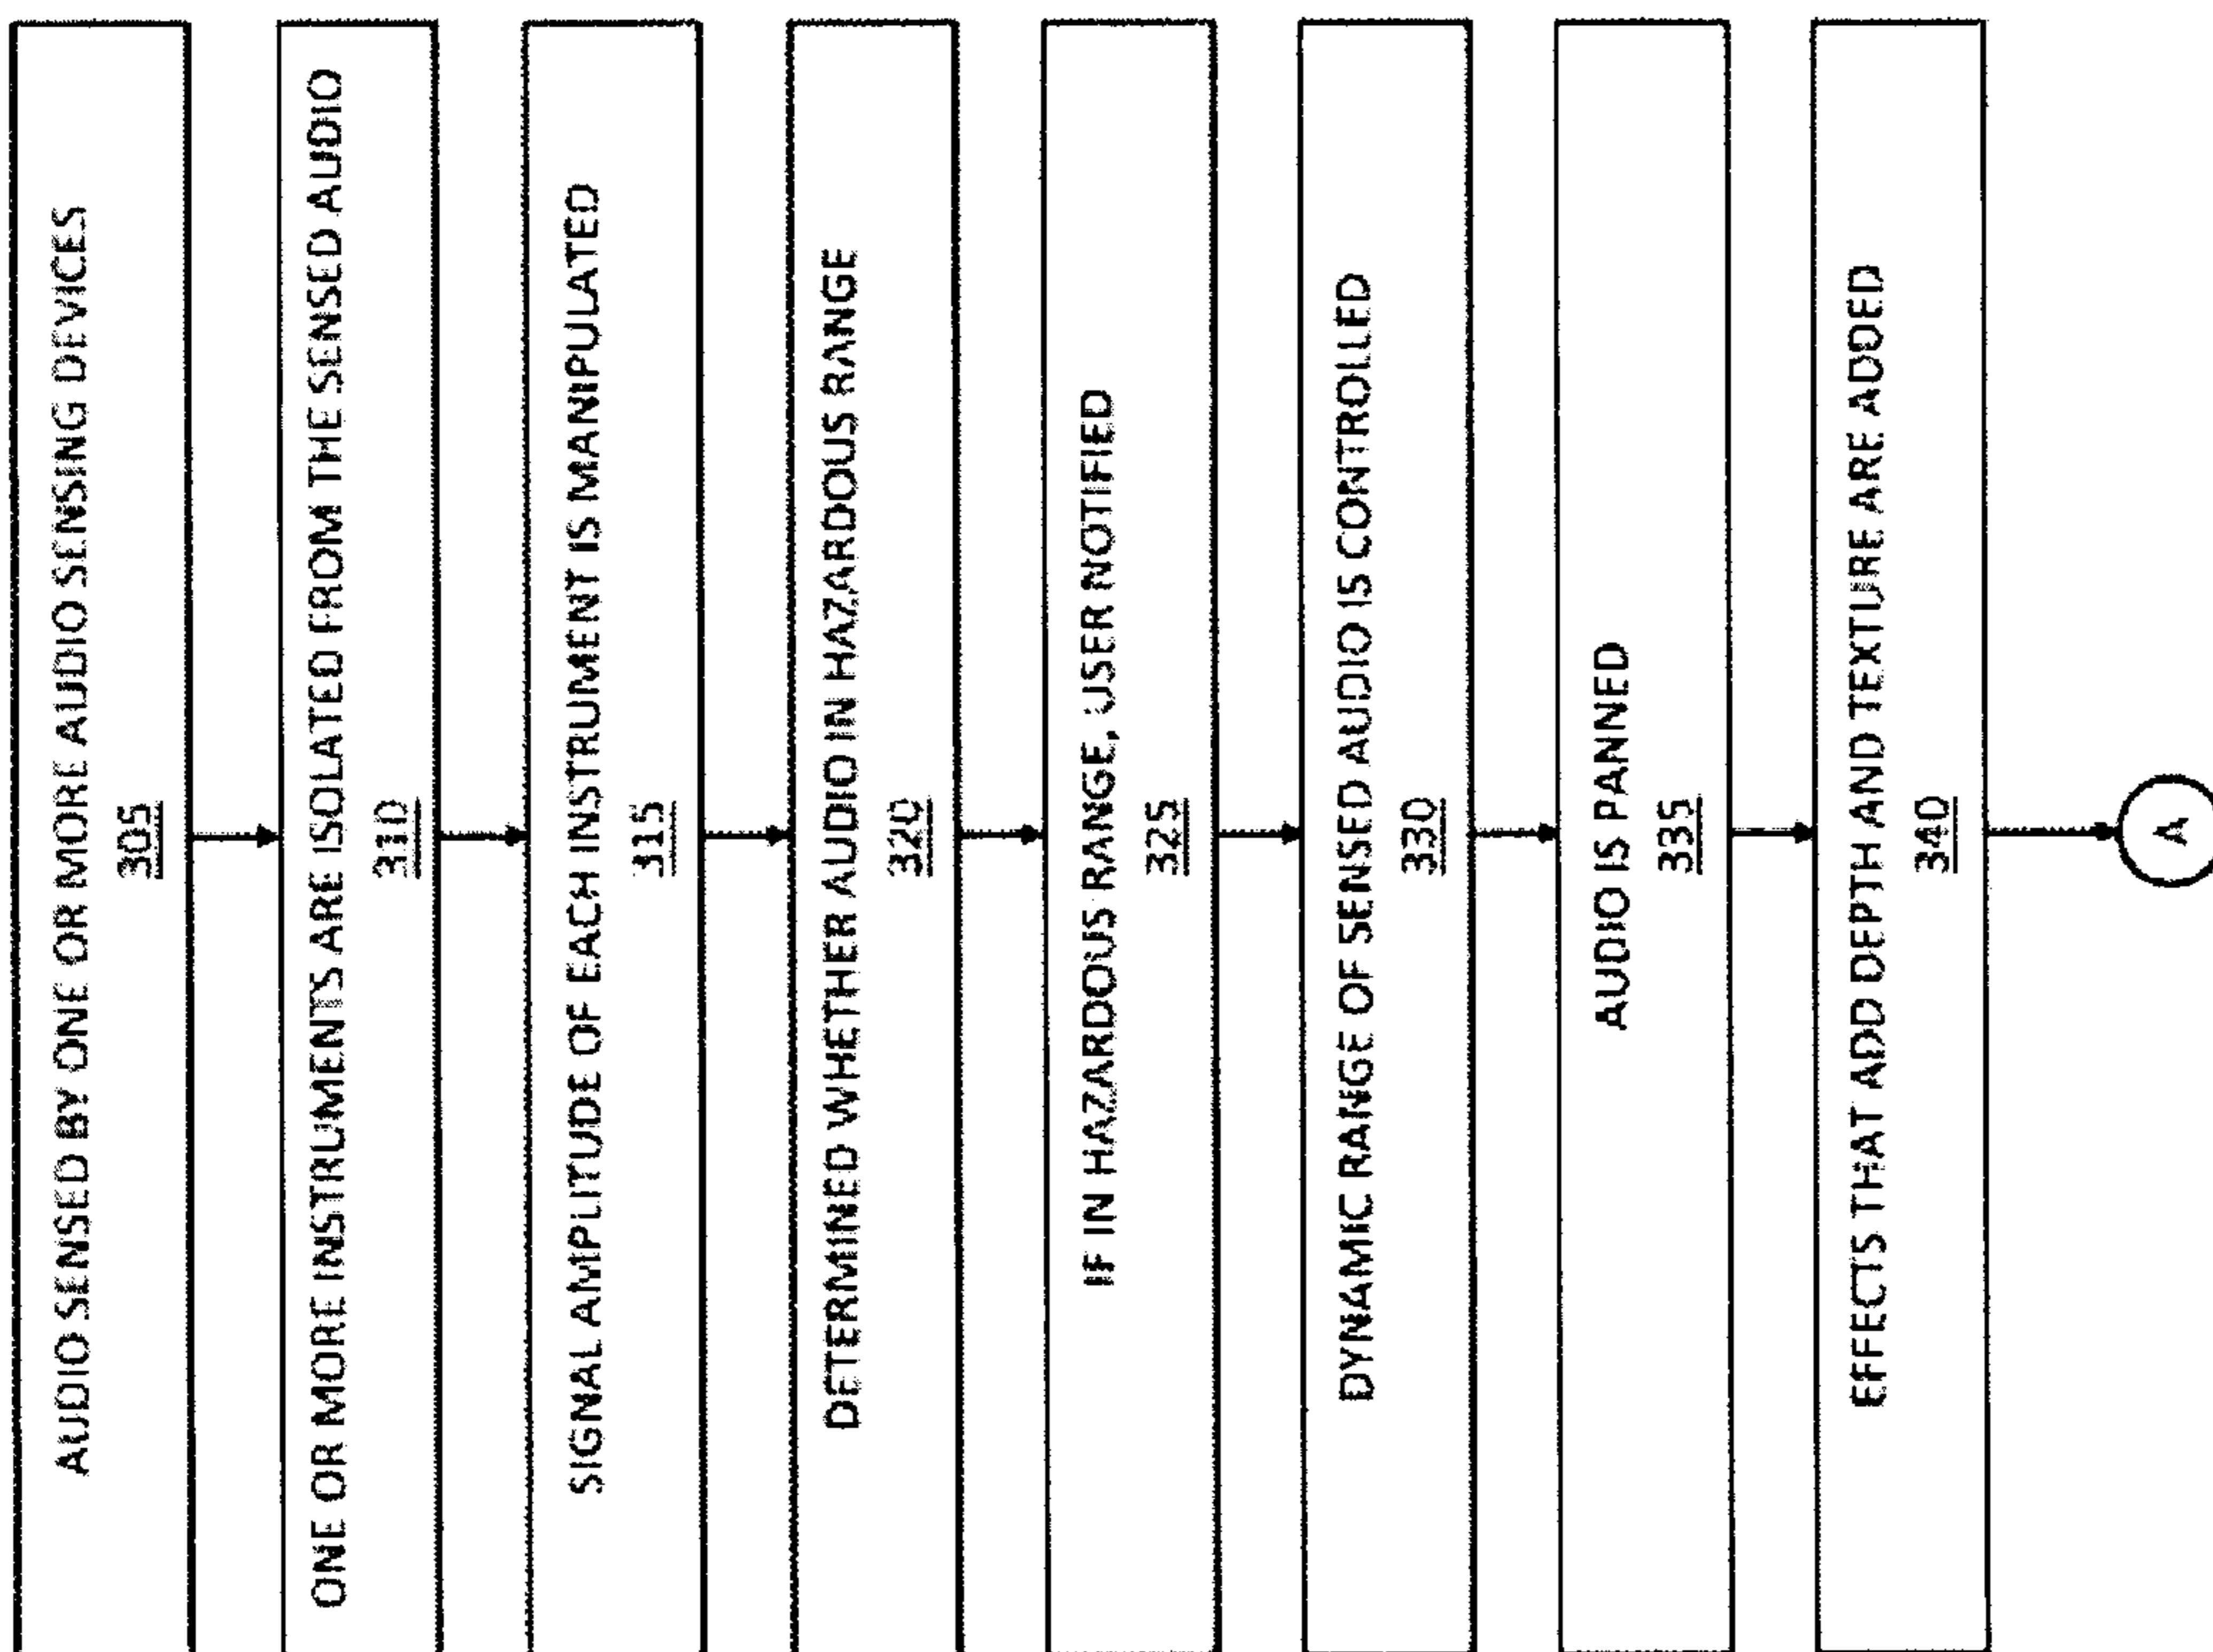 AUDIO SENSED BY ONE OR MORE AUDIO SENSING DEVICES
305
ONE OR MORE INSTRUMENTS ARE ISOLATED FROM THE SENSED AUDIO
310
SIGNAL AMPLITUDE OF EACH INSTRUMENT IS MANIPULATED
315
DETERMINED WHETHER AUDIO IN HAZARDOUS RANGE
320
IF IN HAZARDOUS RANGE, USER NOTIFIED
325
DYNAMIC RANGE OF SENSED AUDIO IS CONTROLLED
330
AUDIO IS PANNED
335
EFFECTS THAT ADD DEPTH AND TEXTURE ARE ADDED
340
A